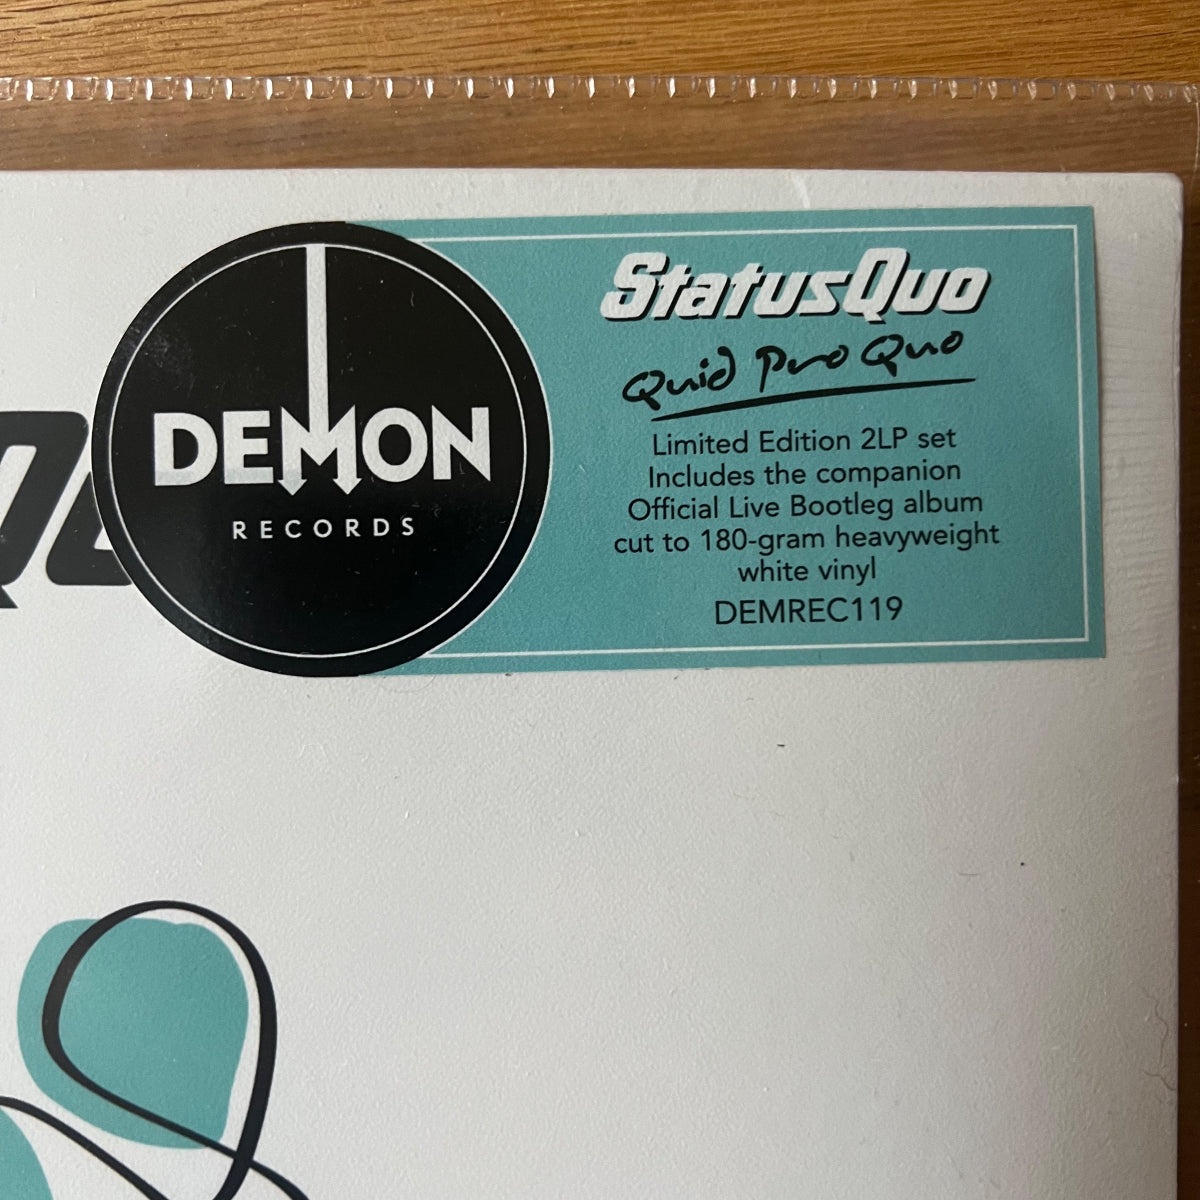 DEMON
RECORDS
StatusQuo
Quid Pro Quo
Limited Edition 2LP set
Includes the companion
Official Live Bootleg album
cut to 180-gram heavyweight
white vinyl
DEMREC119